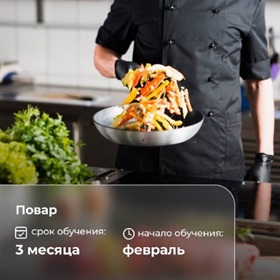 Повар
срок обучения:
3 месяца
начало обучения:
февраль